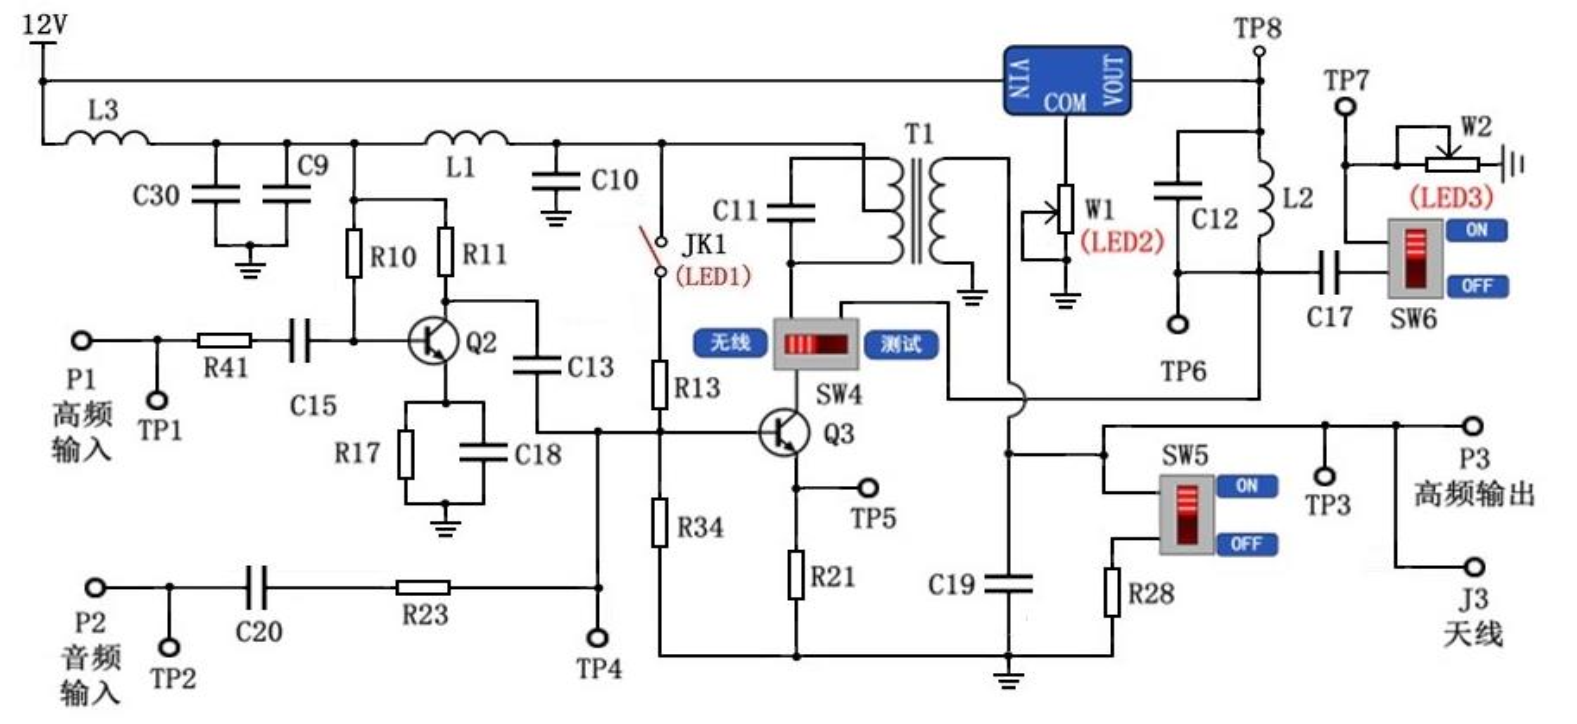 12V
TP8
VIN
VOUT
COM
TP7
L3
T1
W2
C9
L1
C10
C30
C11
W1
(LED2)
C12
L2
(LED3)
ON
OFF
R10
R11
JK1
(LED1)
C17
SW6
Q2
无线
测试
TP6
P1
高频
输入
TP1
R41
C15
C13
R13
SW4
Q3
R17
C18
SW5
ON
OFF
P3
高频输出
TP3
TP5
R34
R21
C19
R28
J3
天线
P2
音频
输入
TP2
C20
R23
TP4